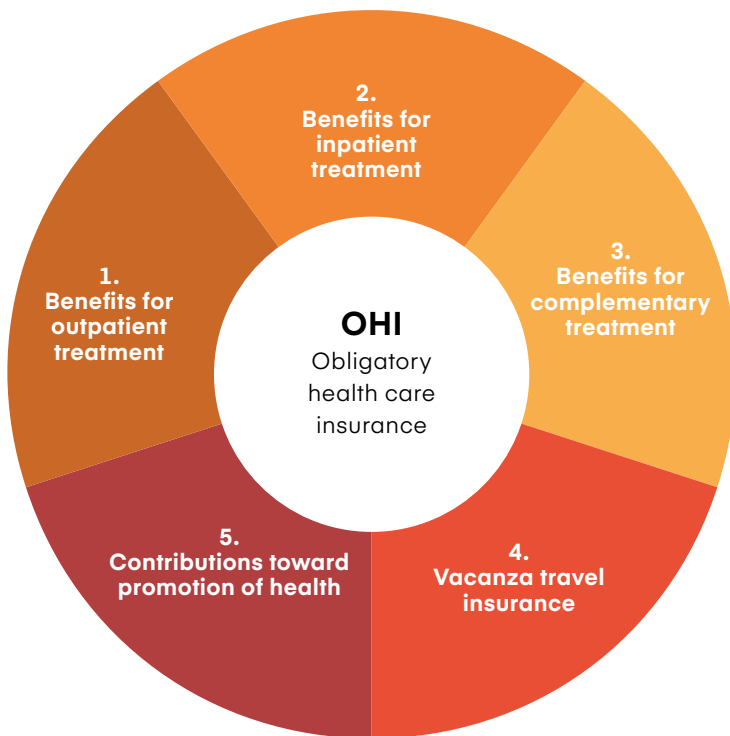 1.
Benefits for
outpatient
treatment
2.
Benefits for
inpatient
treatment
3.
Benefits for
complementary
treatment
4.
Vacanza travel
insurance
5.
Contributions toward
promotion of health
OHI
Obligatory
health care
insurance